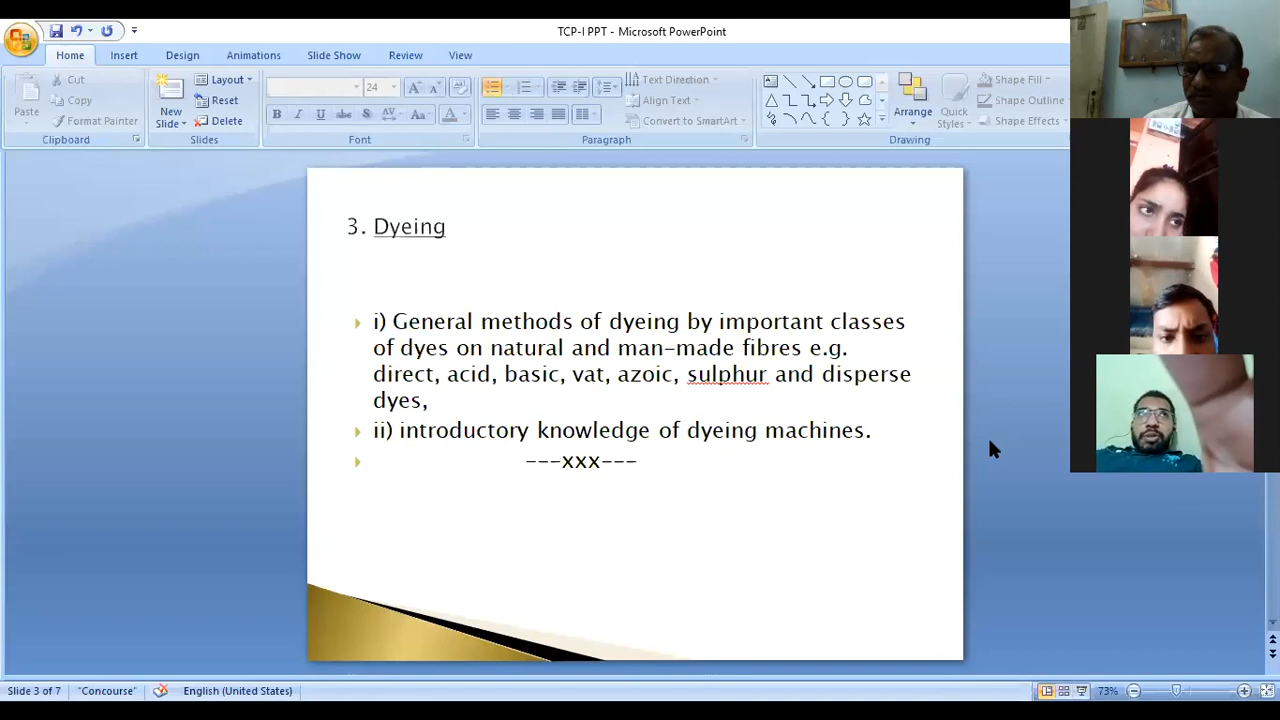 TCP-I PPT - Microsoft PowerPoint
Home Insert Design Animations Slide Show Review View
Paste
Cut
Copy
Format Painter
Clipboard
New Slide
Layout
Reset
Delete
Slides
24
B I U abc S AV Aa A
Font
Text Direction
Align Text
Convert to SmartArt
Paragraph
Arrange
Quick Styles
Shape Fill
Shape Outline
Shape Effects
Drawing
3. Dyeing
i) General methods of dyeing by important classes
of dyes on natural and man-made fibres e.g.
direct, acid, basic, vat, azoic, sulphur and disperse
dyes,
ii) introductory knowledge of dyeing machines.
---xxx---
Slide 3 of 7 "Concourse" English (United States) 73%